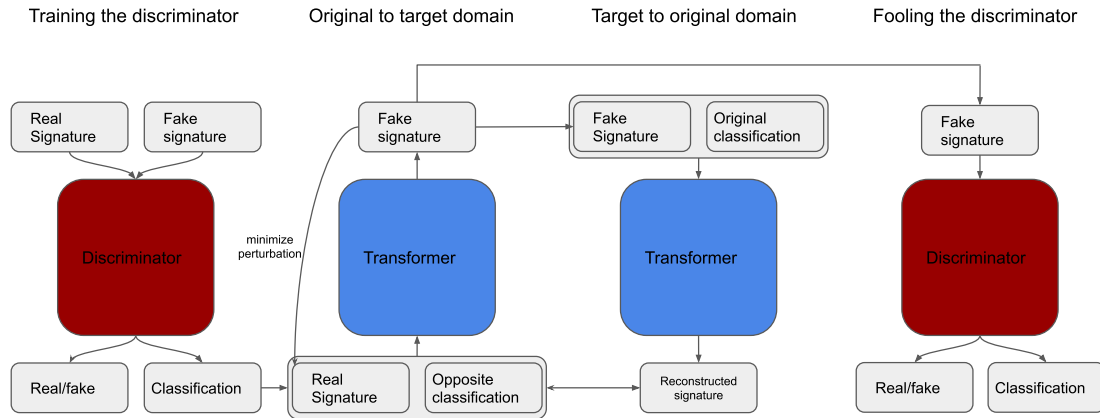 Training the discriminator
Original to target domain
Target to original domain
Fooling the discriminator
Real
Signature
Fake
signature
Fake
signature
Fake
Signature
Original
classification
Fake
signature
minimize
perturbation
Discriminator
Transformer
Transformer
Discriminator
Real/fake
Classification
Real
Signature
Opposite
classification
Reconstructed
signature
Real/fake
Classification